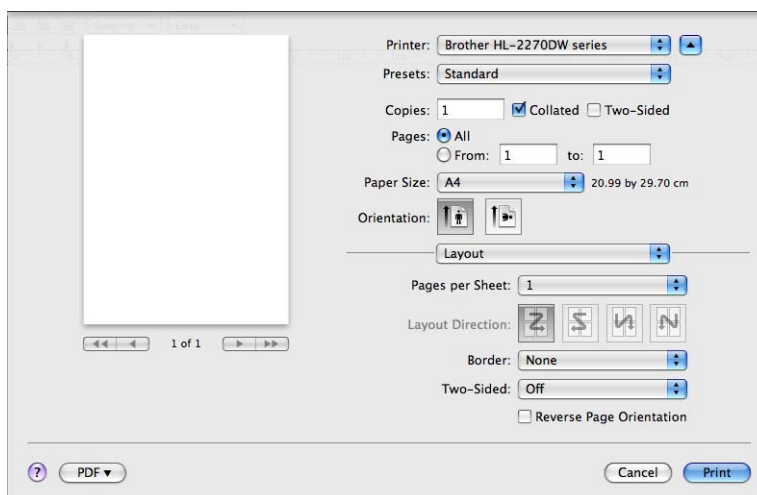 Spacing Lists
Printer: Brother HL-2270DW series
Presets: Standard
Copies: 1 Collated Two-Sided
Pages: All
From: 1 to: 1
Paper Size: A4 20.99 by 29.70 cm
Orientation:
Layout
Pages per Sheet: 1
Layout Direction:
1 of 1
Border: None
Two-Sided: Off
Reverse Page Orientation
? PDF Cancel Print